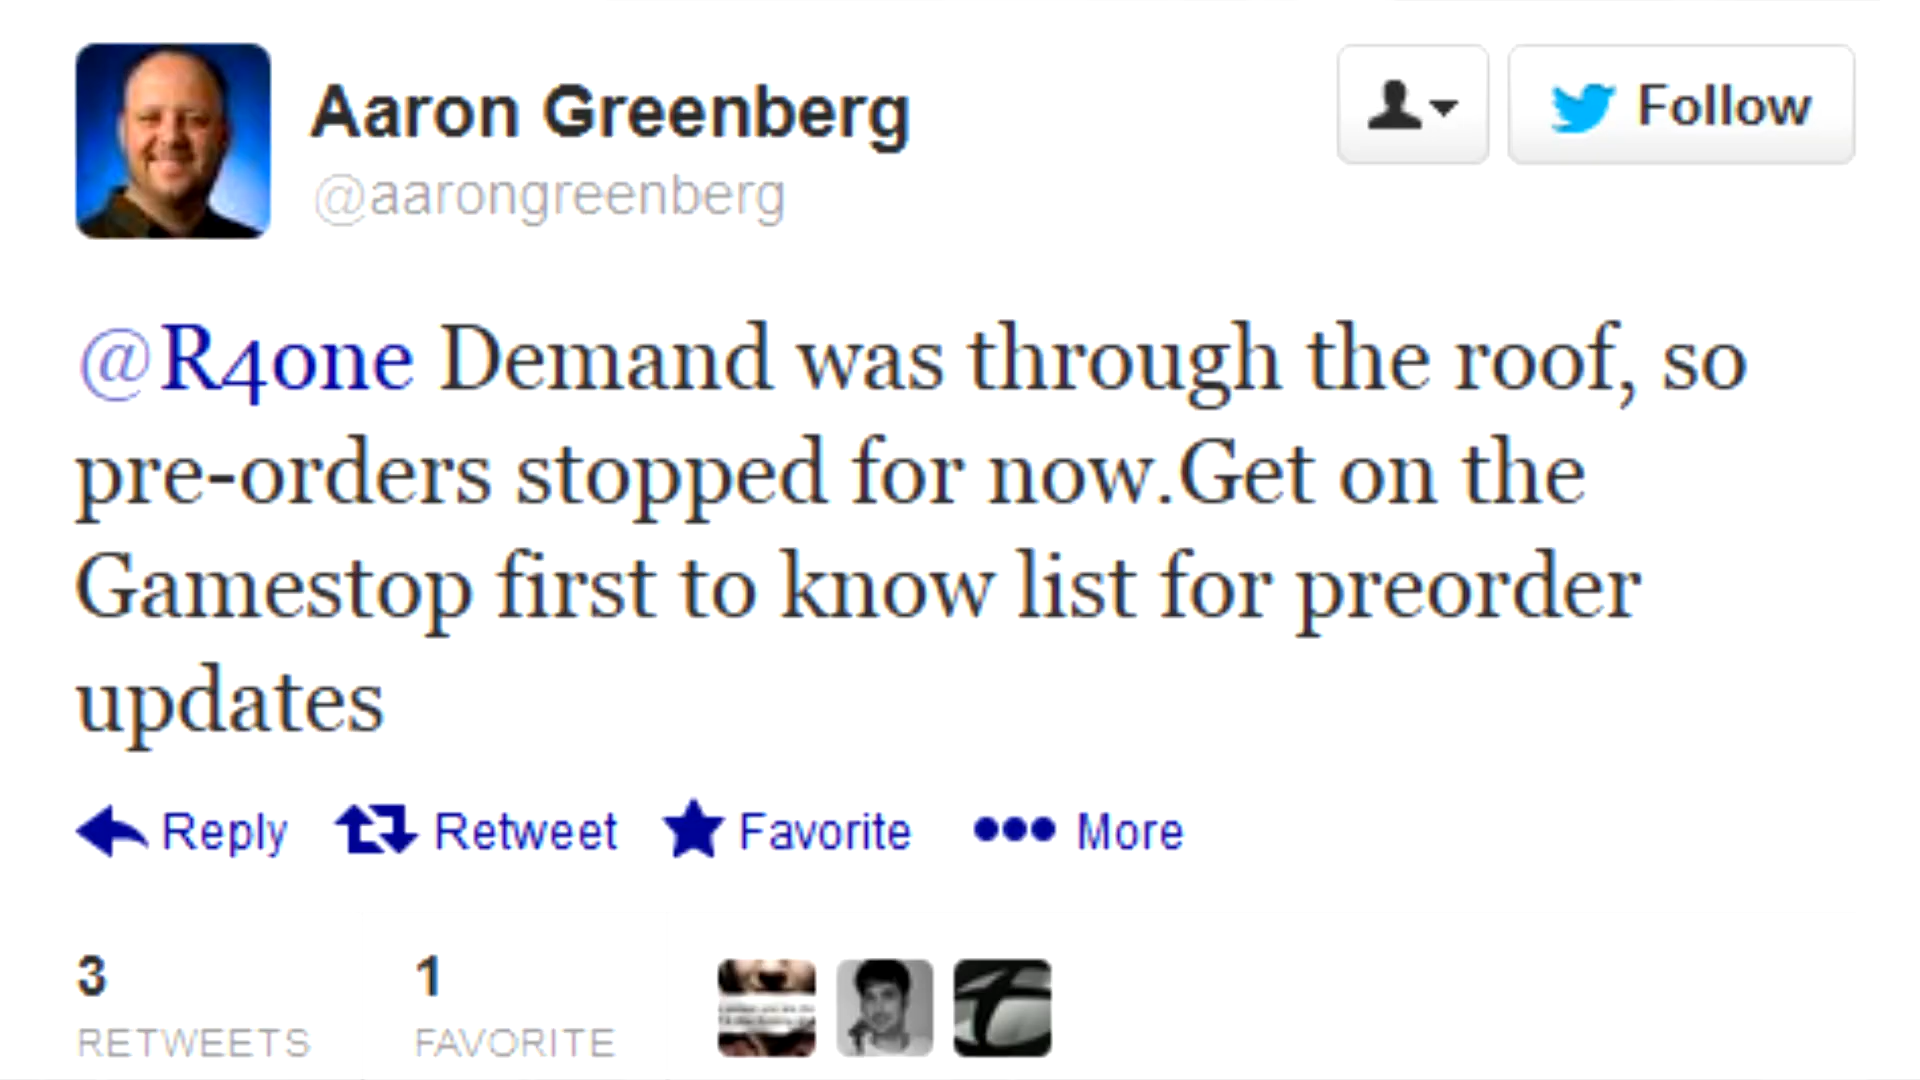 Aaron Greenberg
@aarongreenberg
Follow
@R4one Demand was through the roof, so
pre-orders stopped for now.Get on the
Gamestop first to know list for preorder
updates
Reply Retweet Favorite More
3 1
RETWEETS FAVORITE